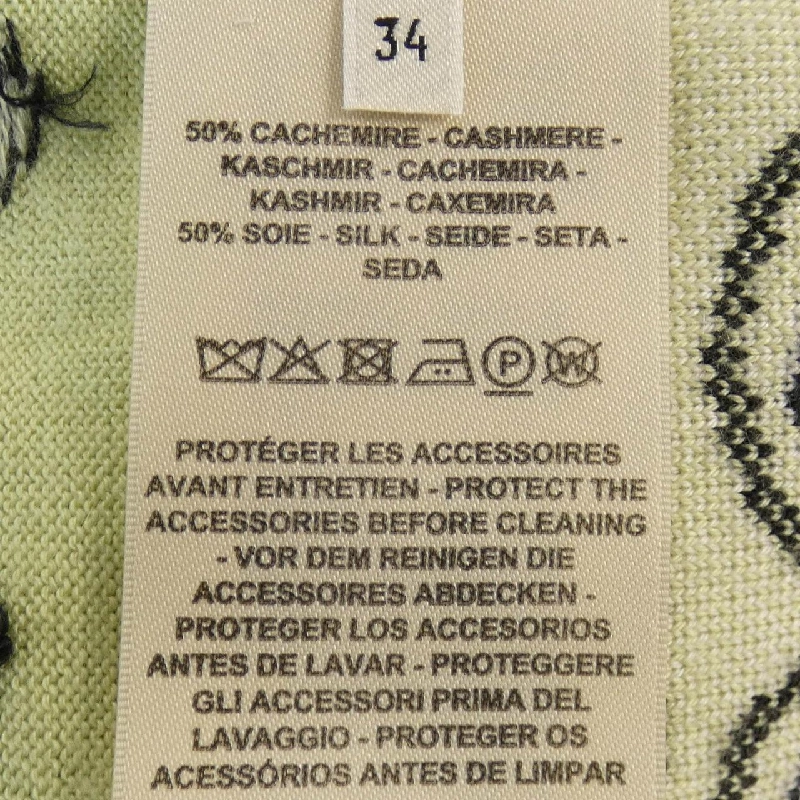 34
50% CACHEMIRE - CASHMERE -
KASCHMIR - CACHEMIRA -
KASHMIR - CAXEMIRA
50% SOIE - SILK - SEIDE - SETA -
SEDA
P W
PROTÉGER LES ACCESSOIRES
AVANT ENTRETIEN - PROTECT THE
ACCESSORIES BEFORE CLEANING
- VOR DEM REINIGEN DIE
ACCESSOIRES ABDECKEN -
PROTEGER LOS ACCESORIOS
ANTES DE LAVAR - PROTEGGERE
GLI ACCESSORI PRIMA DEL
LAVAGGIO - PROTEGER OS
ACESSÓRIOS ANTES DE LIMPAR